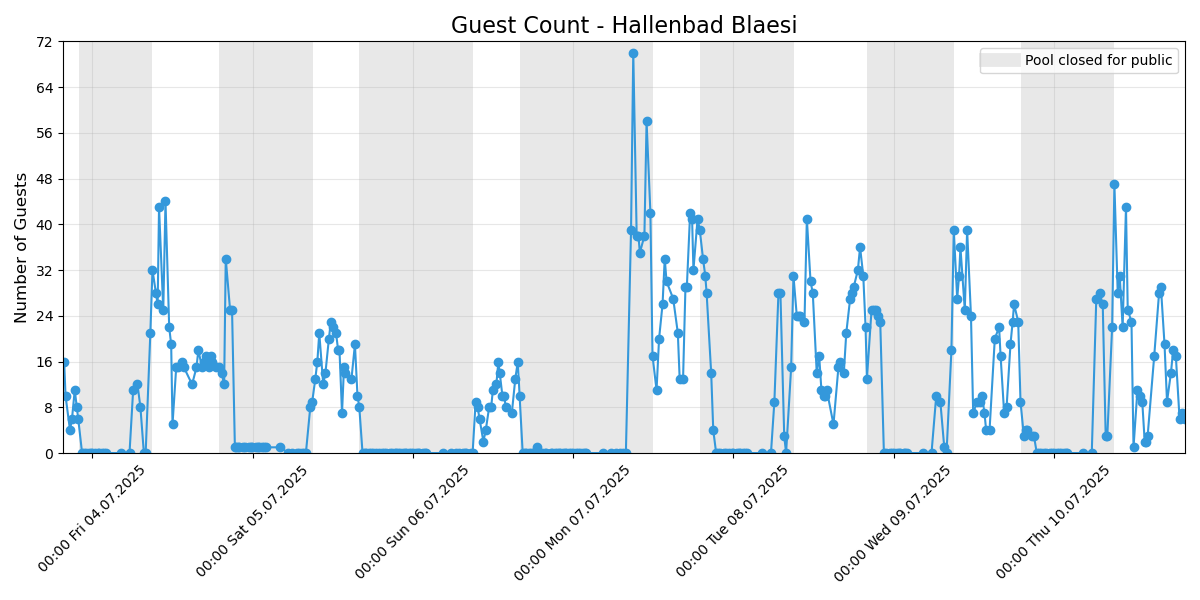 Guest Count - Hallenbad Blaesi
Pool closed for public
Number of Guests
72
64
56
48
40
32
24
16
8
0
00:00 Fri 04.07.2025
00:00 Sat 05.07.2025
00:00 Sun 06.07.2025
00:00 Mon 07.07.2025
00:00 Tue 08.07.2025
00:00 Wed 09.07.2025
00:00 Thu 10.07.2025